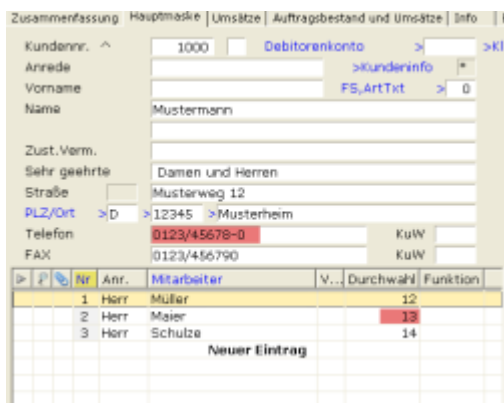 Zusammenfassung Hauptmaske Umsätze Auftragsbestand und Umsätze Info
Kundennr. ^ 1000 Debitorenkonto > >Kl
Anrede >Kundeninfo *
Vorname FS,ArtTxt > 0
Name Mustermann
Zust.Verm.
Sehr geehrte Damen und Herren
Straße Musterweg 12
PLZ/Ort >D >12345 >Musterheim
Telefon 0123/45678-0 KuW
FAX 0123/456790 KuW
Nr Anr. Mitarbeiter V... Durchwahl Funktion
1 Herr Müller 12
2 Herr Maier 13
3 Herr Schulze 14
Neuer Eintrag